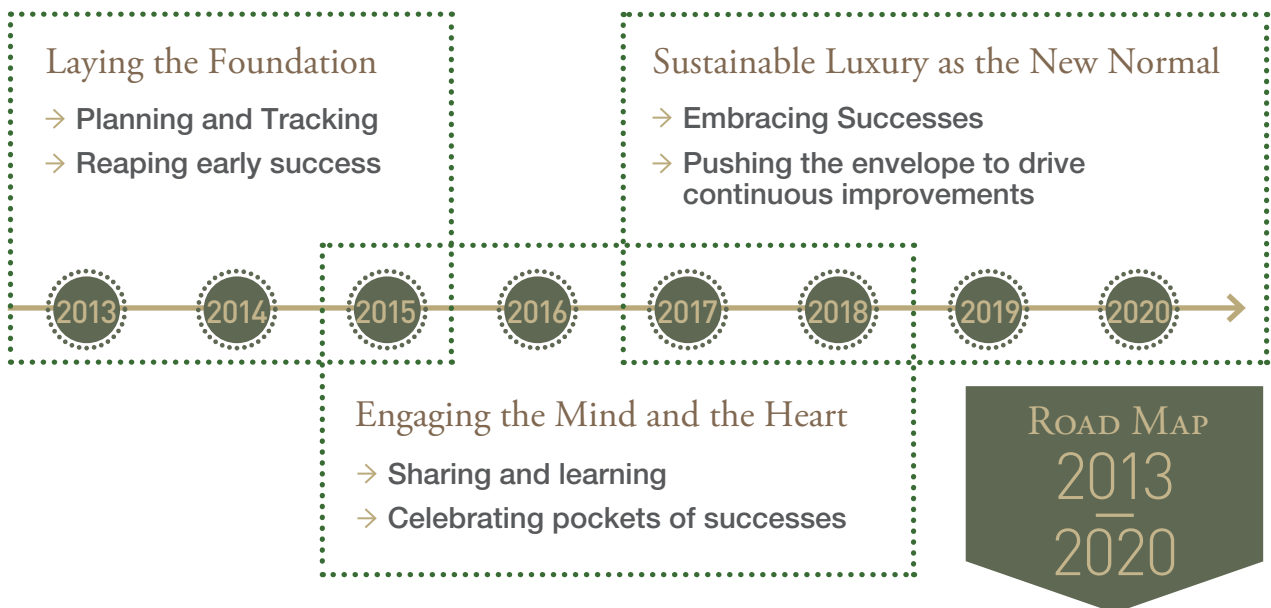 Laying the Foundation
→ Planning and Tracking
→ Reaping early success
Sustainable Luxury as the New Normal
→ Embracing Successes
→ Pushing the envelope to drive
continuous improvements
2013 2014 2015 2016 2017 2018 2019 2020
Engaging the Mind and the Heart
→ Sharing and learning
→ Celebrating pockets of successes
Road Map
2013
—
2020